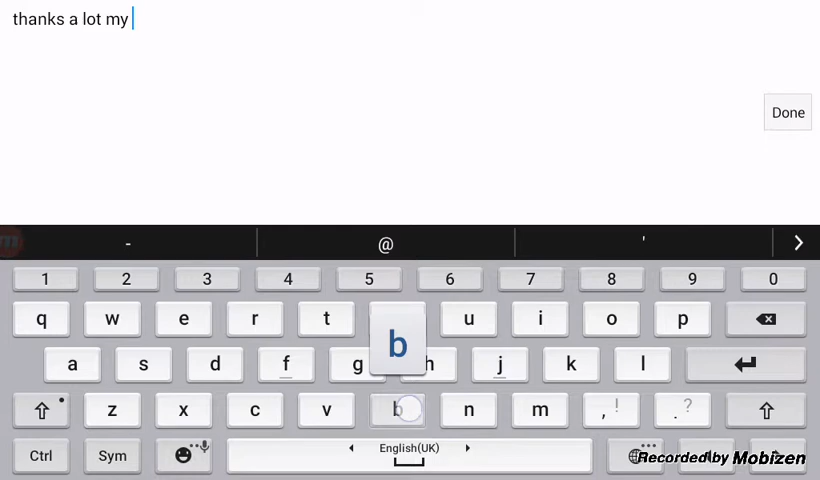 thanks a lot my
Done
- @ '
1 2 3 4 5 6 7 8 9 0
q w e r t u i o p
b
a s d f g h j k l
z x c v b n m , ! . ?
Ctrl Sym English(UK)
Recorded by Mobizen